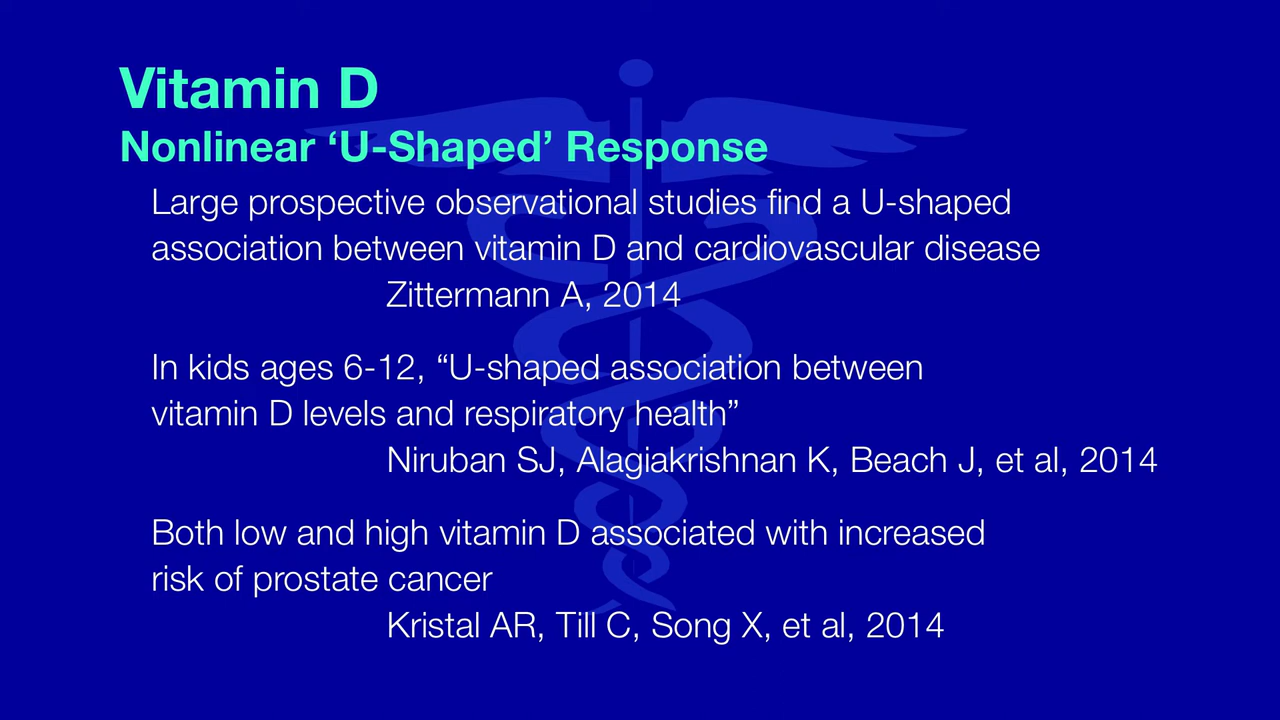 Vitamin D
Nonlinear ‘U-Shaped’ Response
Large prospective observational studies find a U-shaped
association between vitamin D and cardiovascular disease
Zittermann A, 2014
In kids ages 6-12, “U-shaped association between
vitamin D levels and respiratory health”
Niruban SJ, Alagiakrishnan K, Beach J, et al, 2014
Both low and high vitamin D associated with increased
risk of prostate cancer
Kristal AR, Till C, Song X, et al, 2014